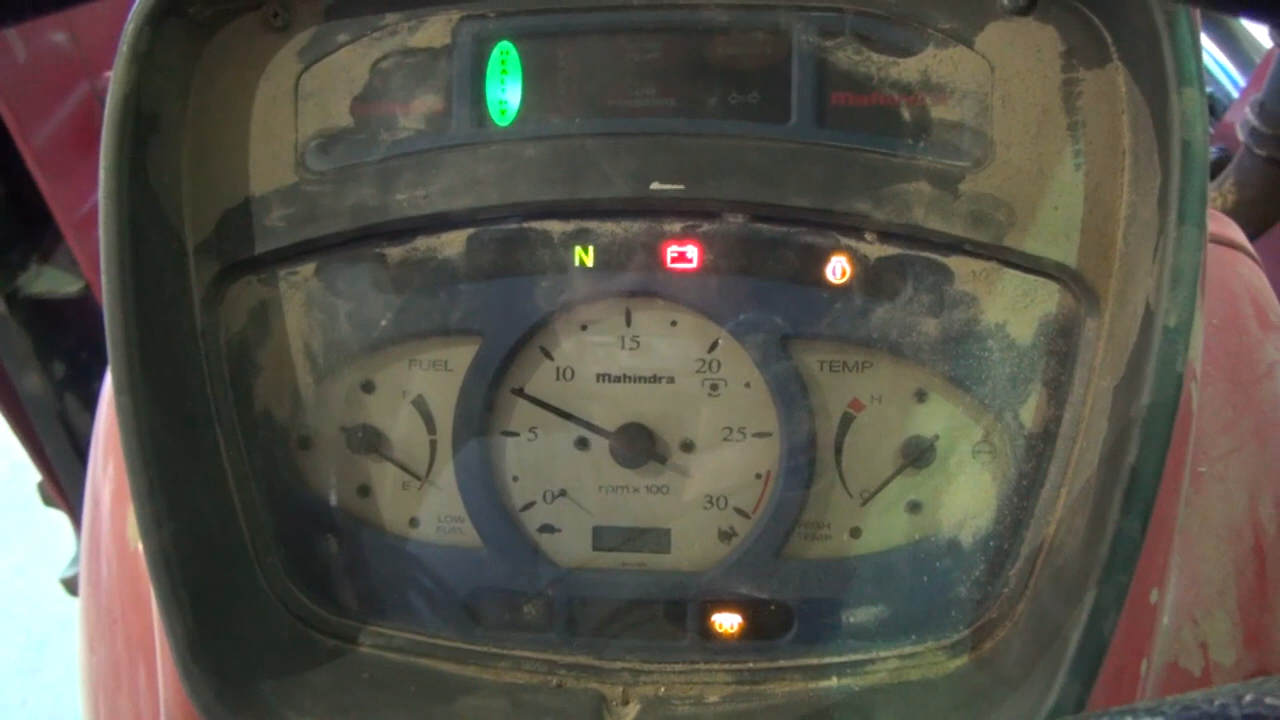 HEALTHY
Mahindra
N
15
10
20
Mahindra
5
25
rpm x 100
0
30
FUEL
F
E
LOW
FUEL
TEMP
H
C
HIGH
TEMP